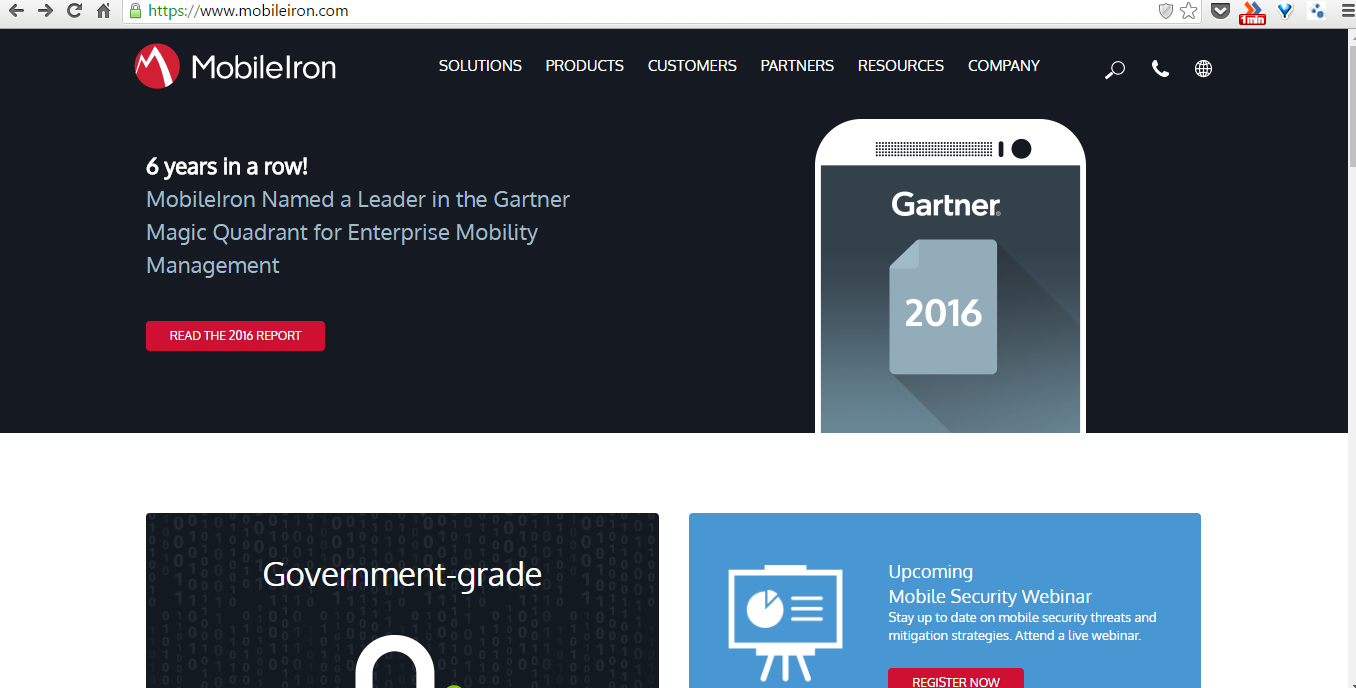 https://www.mobileiron.com
1mh
MobileIron
SOLUTIONS PRODUCTS CUSTOMERS PARTNERS RESOURCES COMPANY
6 years in a row!
MobileIron Named a Leader in the Gartner
Magic Quadrant for Enterprise Mobility
Management
READ THE 2016 REPORT
Gartner®
2016
Government-grade
Upcoming
Mobile Security Webinar
Stay up to date on mobile security threats and
mitigation strategies. Attend a live webinar.
REGISTER NOW